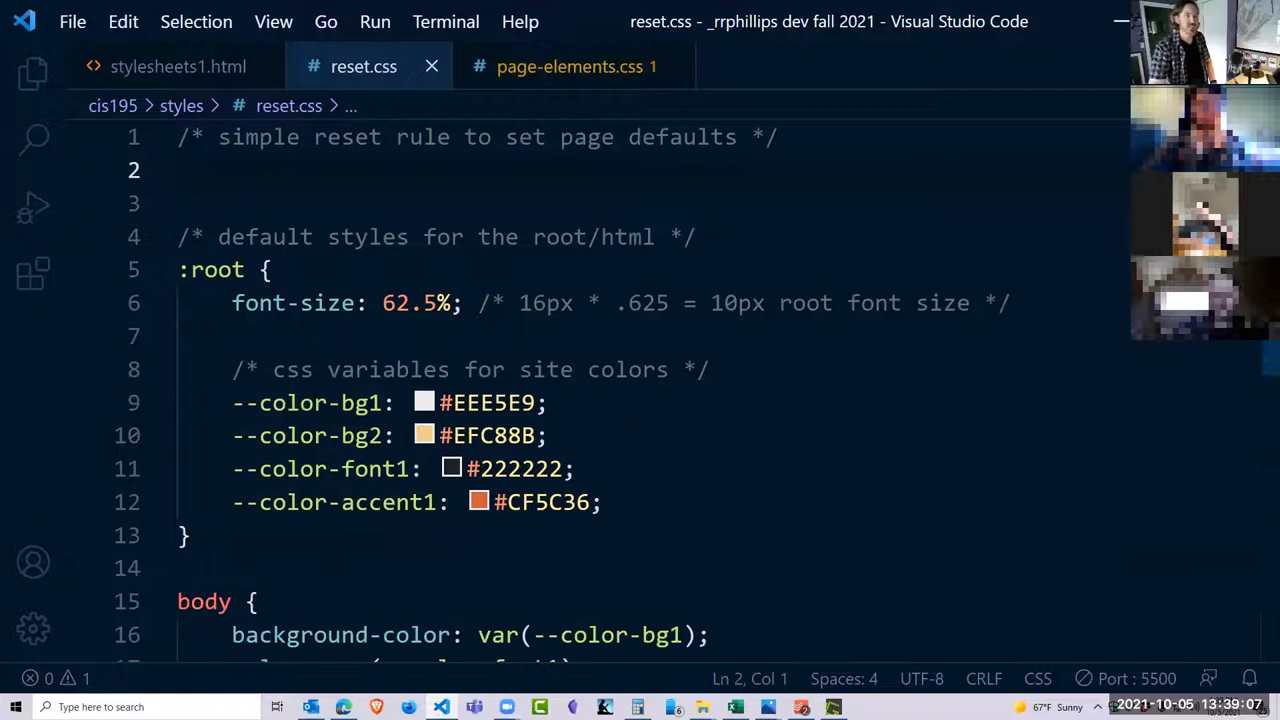 File Edit Selection View Go Run Terminal Help reset.css - _rrphillips dev fall 2021 - Visual Studio Code
<> stylesheets1.html # reset.css × # page-elements.css 1
cis195 > styles > # reset.css > ...
1 /* simple reset rule to set page defaults */
2
3
4 /* default styles for the root/html */
5 :root {
6 font-size: 62.5%; /* 16px * .625 = 10px root font size */
7
8 /* css variables for site colors */
9 --color-bg1: #EEE5E9;
10 --color-bg2: #EFC88B;
11 --color-font1: #222222;
12 --color-accent1: #CF5C36;
13 }
14
15 body {
16 background-color: var(--color-bg1);
0 1 Ln 2, Col 1 Spaces: 4 UTF-8 CRLF CSS Port : 5500
Type here to search 67°F Sunny 2021-10-05 13:39:07